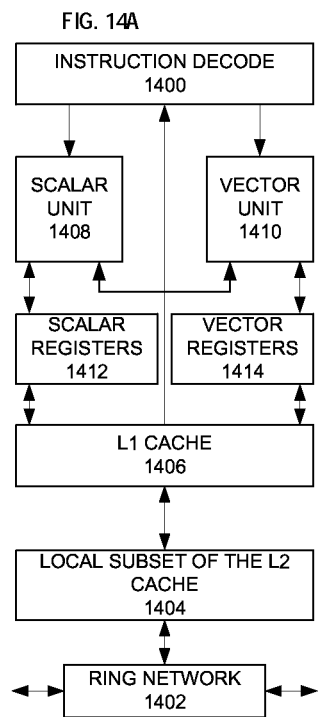 FIG. 14A
INSTRUCTION DECODE
1400
SCALAR
UNIT
1408
VECTOR
UNIT
1410
SCALAR
REGISTERS
1412
VECTOR
REGISTERS
1414
L1 CACHE
1406
LOCAL SUBSET OF THE L2
CACHE
1404
RING NETWORK
1402